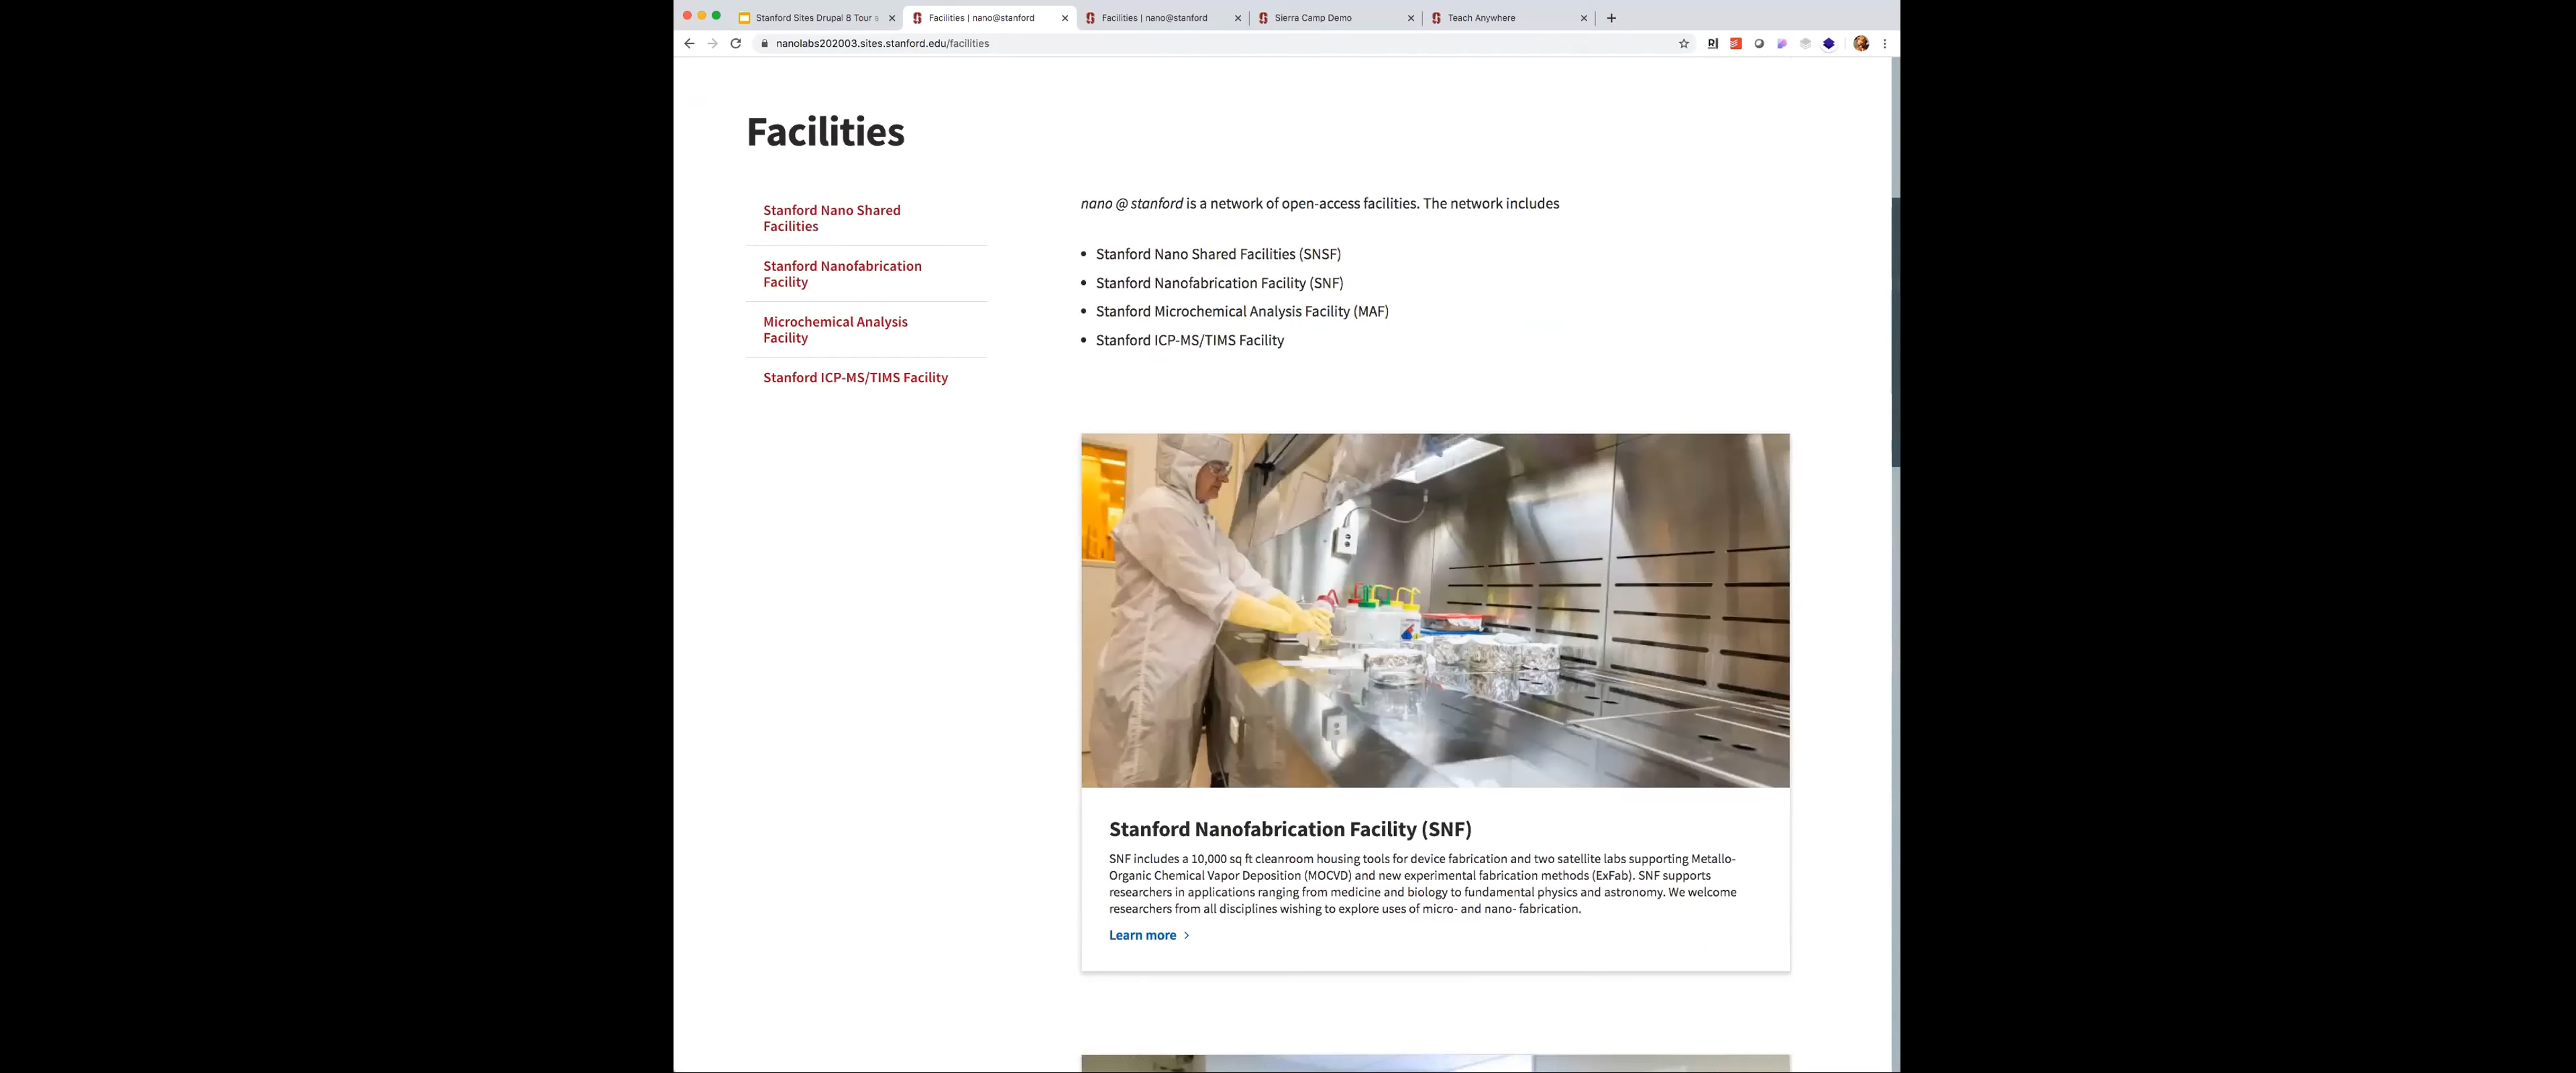 Stanford Sites Drupal 8 Tour
Facilities | nano@stanford
Facilities | nano@stanford
Sierra Camp Demo
Teach Anywhere
nanolabs202003.sites.stanford.edu/facilities
Facilities
Stanford Nano Shared
Facilities
Stanford Nanofabrication
Facility
Microchemical Analysis
Facility
Stanford ICP-MS/TIMS Facility
nano @ stanford is a network of open-access facilities. The network includes
• Stanford Nano Shared Facilities (SNSF)
• Stanford Nanofabrication Facility (SNF)
• Stanford Microchemical Analysis Facility (MAF)
• Stanford ICP-MS/TIMS Facility
Stanford Nanofabrication Facility (SNF)
SNF includes a 10,000 sq ft cleanroom housing tools for device fabrication and two satellite labs supporting Metallo-
Organic Chemical Vapor Deposition (MOCVD) and new experimental fabrication methods (ExFab). SNF supports
researchers in applications ranging from medicine and biology to fundamental physics and astronomy. We welcome
researchers from all disciplines wishing to explore uses of micro- and nano- fabrication.
Learn more